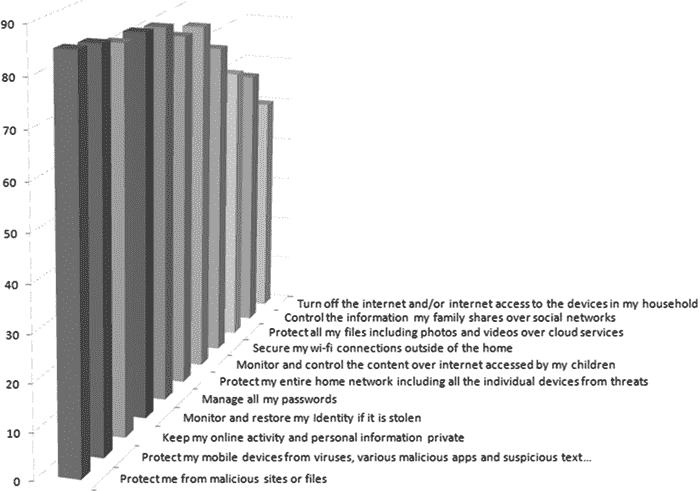 90
80
70
60
50
40
30
20
10
0
Turn off the internet and/or internet access to the devices in my household
Control the information my family shares over social networks
Protect all my files including photos and videos over cloud services
Secure my wi-fi connections outside of the home
Monitor and control the content over internet accessed by my children
Protect my entire home network including all the individual devices from threats
Manage all my passwords
Monitor and restore my Identity if it is stolen
Keep my online activity and personal information private
Protect my mobile devices from viruses, various malicious apps and suspicious text...
Protect me from malicious sites or files